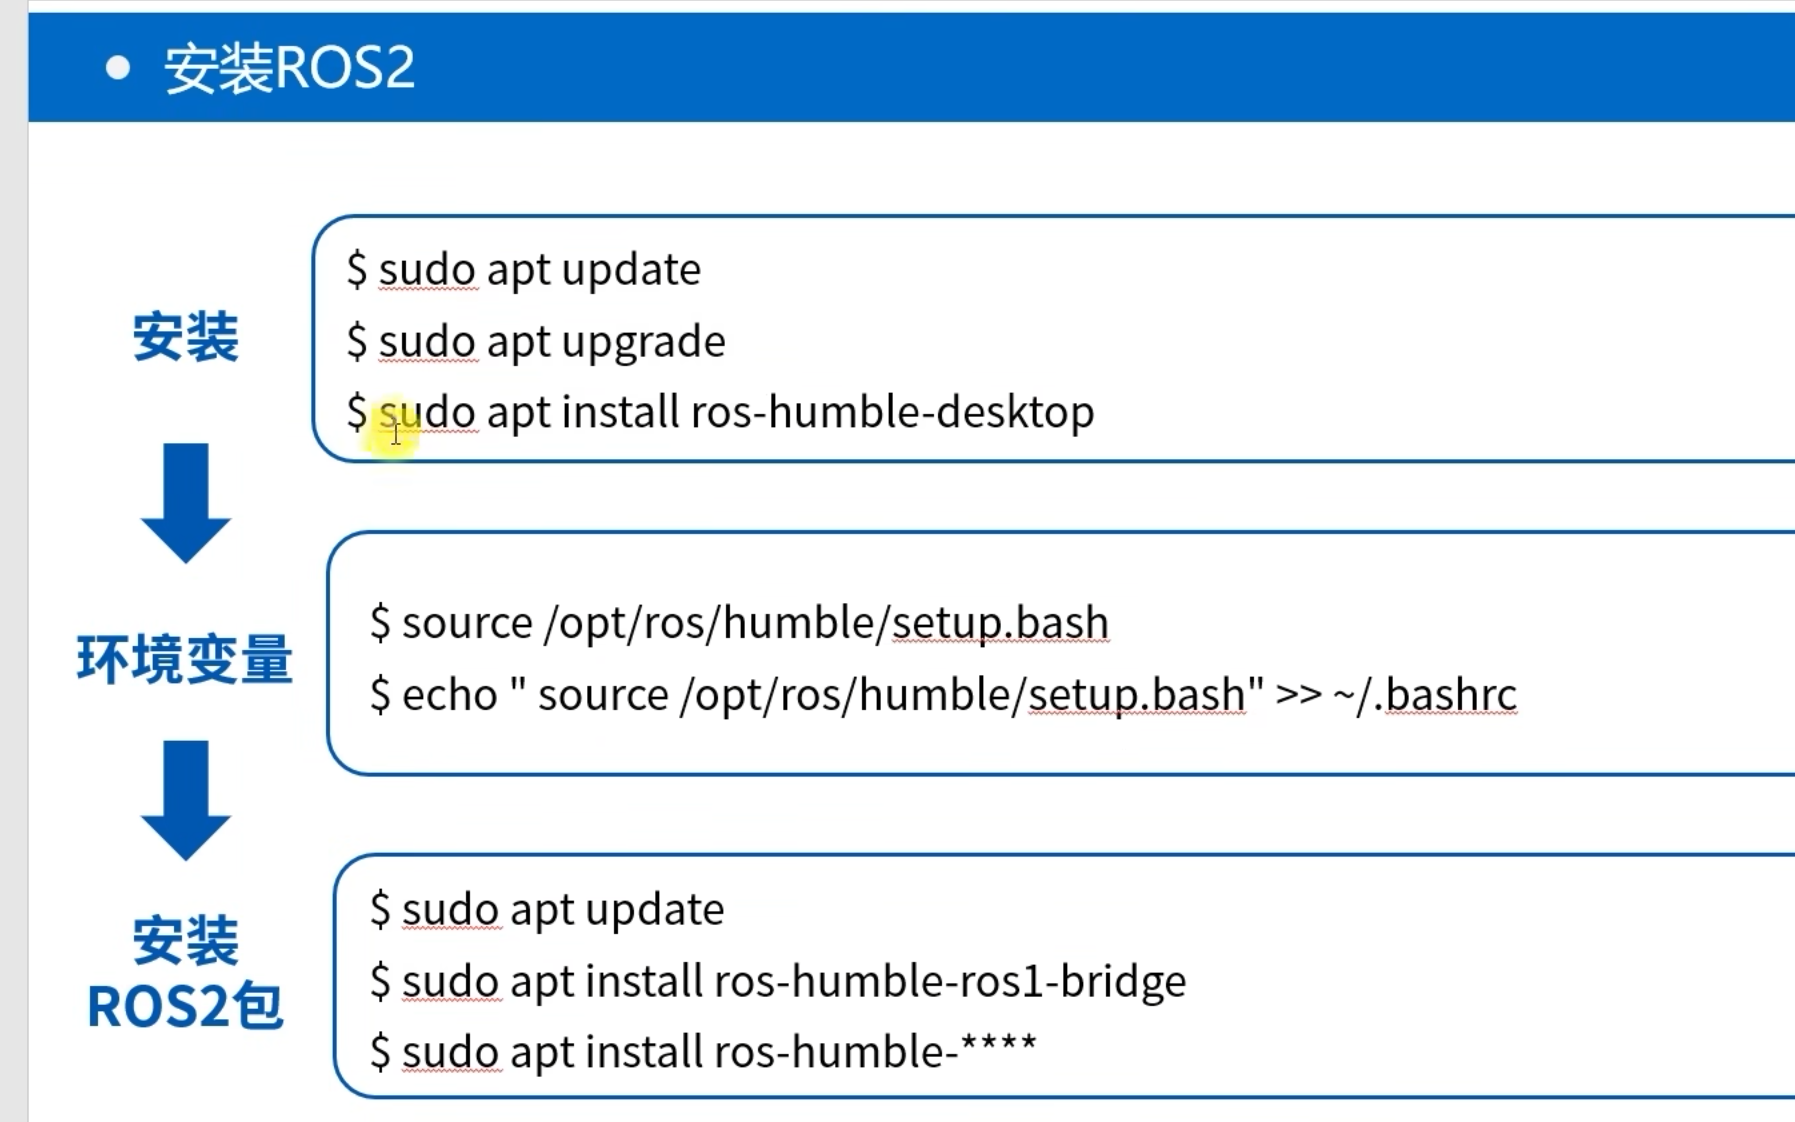 • 安装ROS2
安装
$ sudo apt update
$ sudo apt upgrade
$ sudo apt install ros-humble-desktop
环境变量
$ source /opt/ros/humble/setup.bash
$ echo " source /opt/ros/humble/setup.bash" >> ~/.bashrc
安装
ROS2包
$ sudo apt update
$ sudo apt install ros-humble-ros1-bridge
$ sudo apt install ros-humble-****